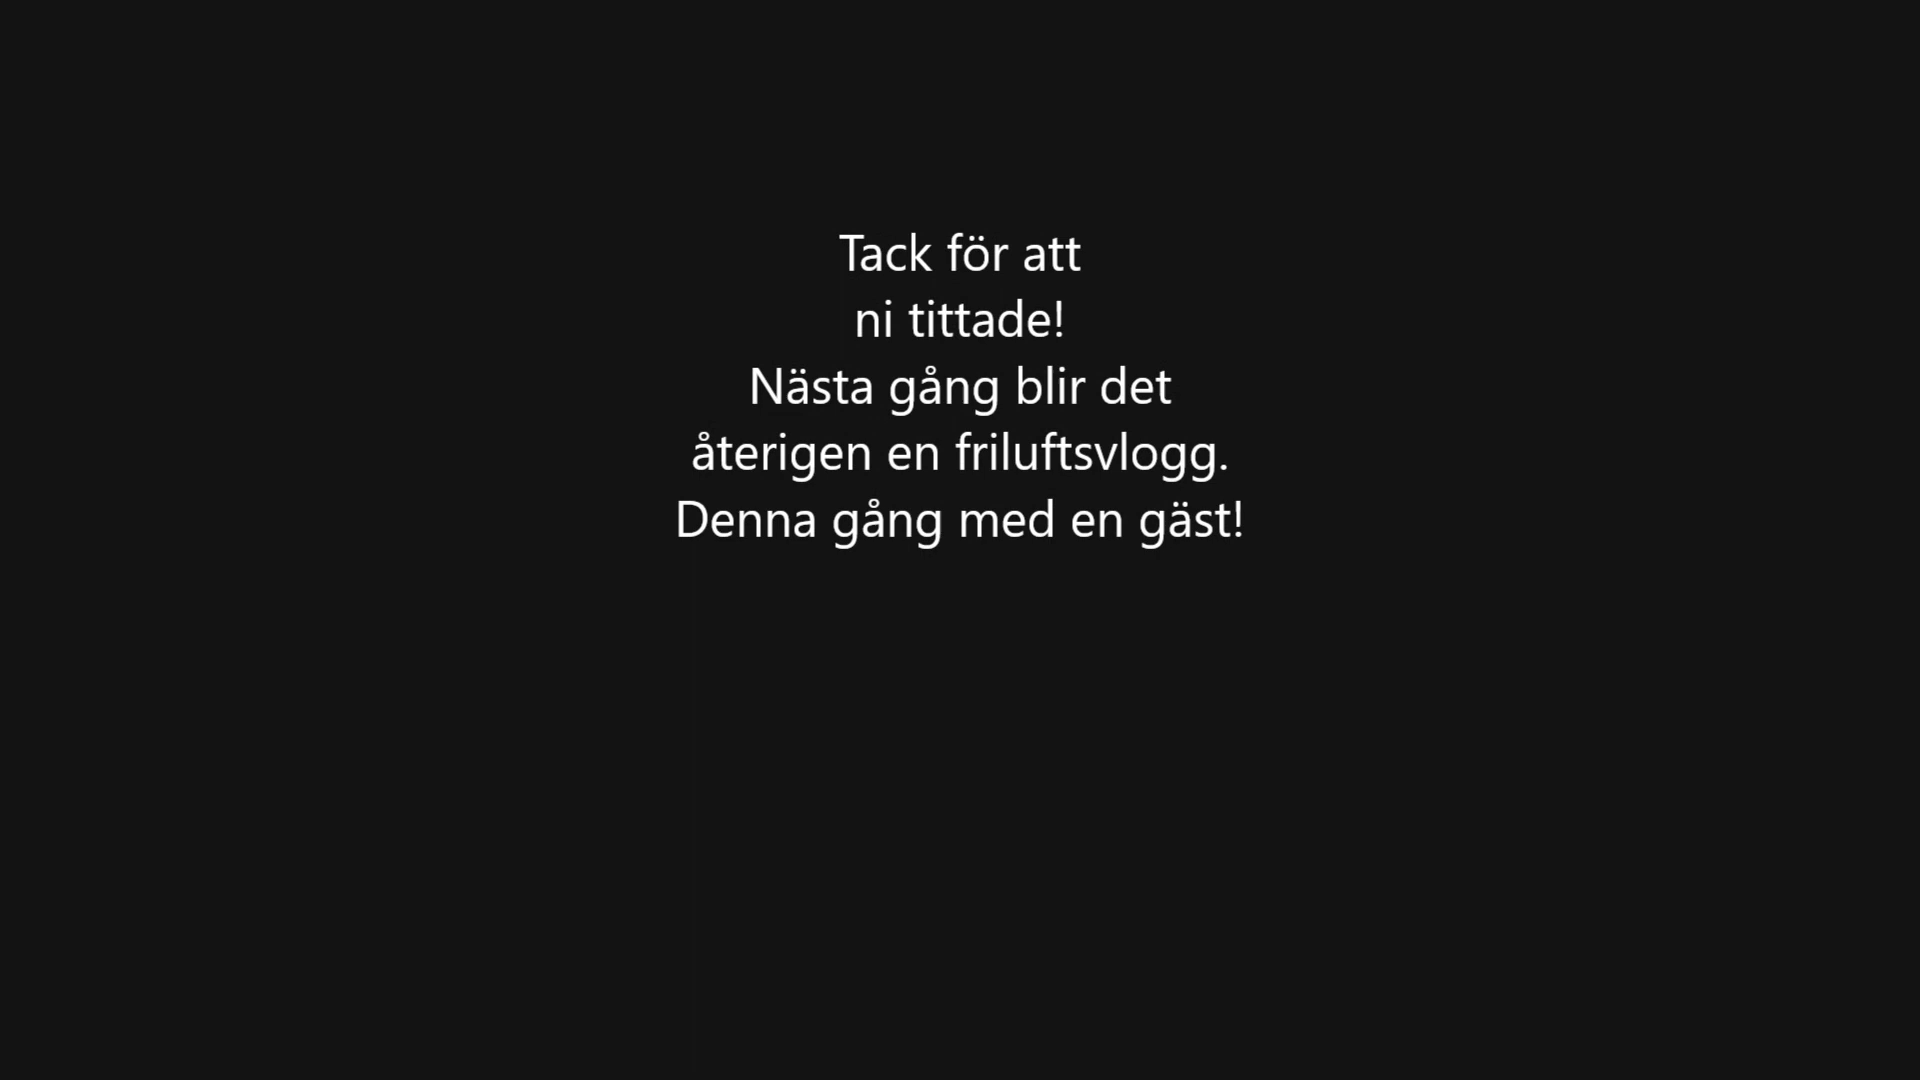 Tack för att
ni tittade!
Nästa gång blir det
återigen en friluftsvlogg.
Denna gång med en gäst!